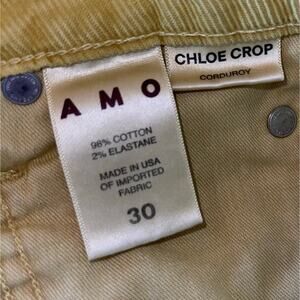 AMO
98% COTTON
2% ELASTANE
MADE IN USA
OF IMPORTED
FABRIC
30
CHLOE CROP
CORDUROY